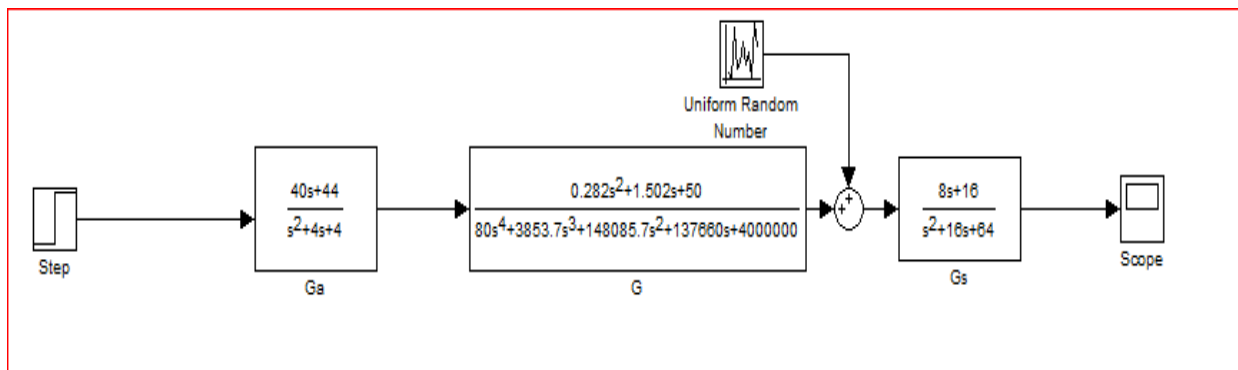 Uniform Random
Number
Step
40s+44
s²+4s+4
Ga
0.282s²+1.502s+50
80s⁴+3853.7s³+148085.7s²+137660s+4000000
G
8s+16
s²+16s+64
Gs
Scope